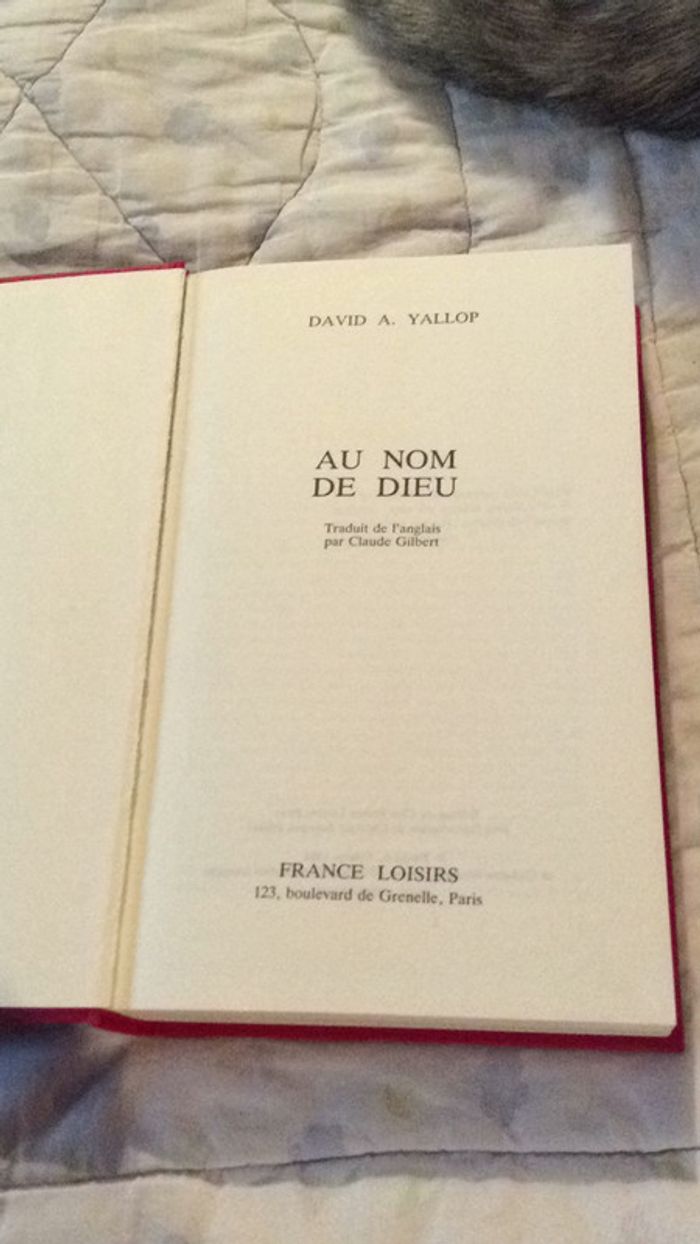 DAVID A. YALLOP
AU NOM
DE DIEU
Traduit de l'anglais
par Claude Gilbert
FRANCE LOISIRS
123, boulevard de Grenelle, Paris